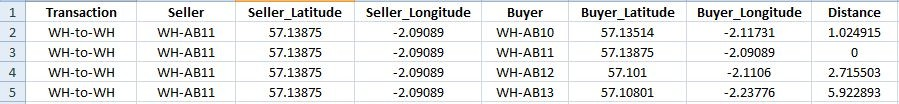 1 Transaction Seller Seller_Latitude Seller_Longitude Buyer Buyer_Latitude Buyer_Longitude Distance
2 WH-to-WH WH-AB11 57.13875 -2.09089 WH-AB10 57.13514 -2.11731 1.024915
3 WH-to-WH WH-AB11 57.13875 -2.09089 WH-AB11 57.13875 -2.09089 0
4 WH-to-WH WH-AB11 57.13875 -2.09089 WH-AB12 57.101 -2.1106 2.715503
5 WH-to-WH WH-AB11 57.13875 -2.09089 WH-AB13 57.10801 -2.23776 5.922893